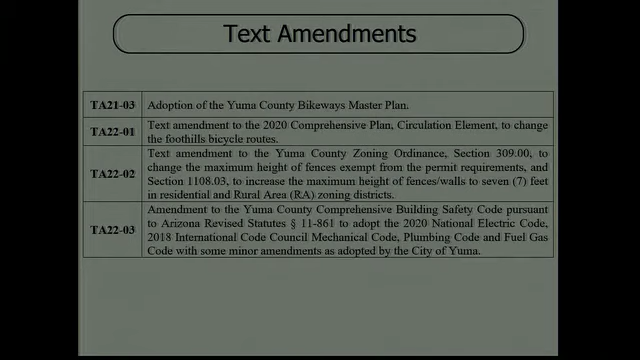 Text Amendments
TA21-03 Adoption of the Yuma County Bikeways Master Plan.
TA22-01 Text amendment to the 2020 Comprehensive Plan, Circulation Element, to change
the foothills bicycle routes.
TA22-02 Text amendment to the Yuma County Zoning Ordinance, Section 309.00, to
change the maximum height of fences exempt from the permit requirements, and
Section 1108.03, to increase the maximum height of fences/walls to seven (7) feet
in residential and Rural Area (RA) zoning districts.
TA22-03 Amendment to the Yuma County Comprehensive Building Safety Code pursuant
to Arizona Revised Statutes § 11-861 to adopt the 2020 National Electric Code,
2018 International Code Council Mechanical Code, Plumbing Code and Fuel Gas
Code with some minor amendments as adopted by the City of Yuma.